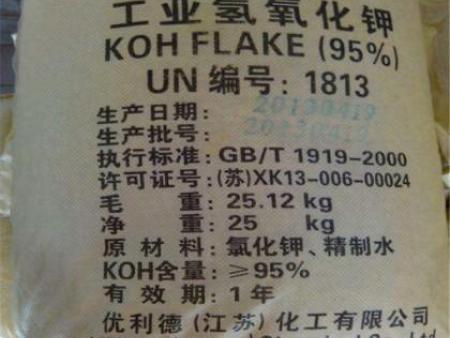 工业氢氧化钾
KOH FLAKE (95%)
UN 编号: 1813
生产日期: 20130419
生产批号: 20130419
执行标准: GB/T 1919-2000
许可证号: (苏)XK13-006-00024
毛 重: 25.12 kg
净 重: 25 kg
原 材 料: 氯化钾、精制水
KOH含量: ≥95%
有 效 期: 1年
优利德(江苏)化工有限公司